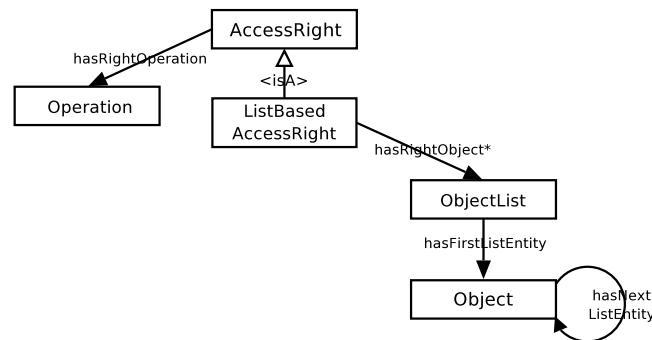 AccessRight
hasRightOperation
<isA>
Operation
ListBased
AccessRight
hasRightObject*
ObjectList
hasFirstListEntity
Object
hasNext
ListEntity